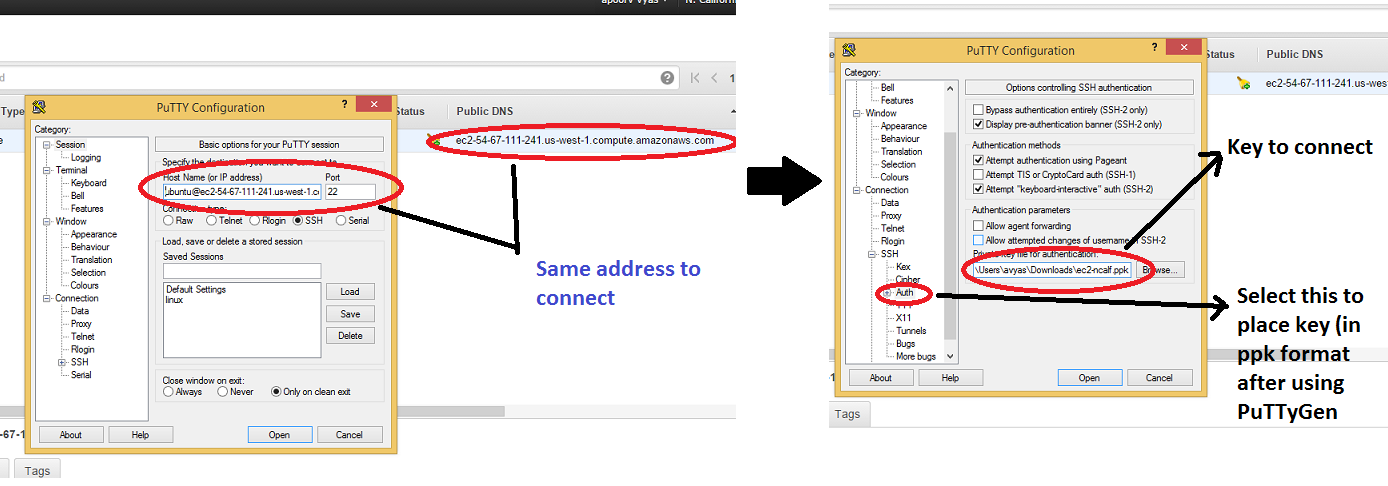 apoorv vyas
N. Californi
Type
Status
Public DNS
ec2-54-67-111-241.us-west-1.compute.amazonaws.com
PuTTY Configuration
Category:
Session
Logging
Terminal
Keyboard
Bell
Features
Window
Appearance
Behaviour
Translation
Selection
Colours
Connection
Data
Proxy
Telnet
Rlogin
SSH
Serial
Basic options for your PuTTY session
Specify the destination you want to connect to
Host Name (or IP address)
Port
ubuntu@ec2-54-67-111-241.us-west-1.co
22
Connection type:
Raw
Telnet
Rlogin
SSH
Serial
Load, save or delete a stored session
Saved Sessions
Default Settings
linux
Load
Save
Delete
Close window on exit:
Always
Never
Only on clean exit
About
Help
Open
Cancel
-67-1
Tags
Same address to
connect
Status
Public DNS
ec2-54-67-111-241.us-wes
PuTTY Configuration
Category:
Bell
Features
Window
Appearance
Behaviour
Translation
Selection
Colours
Connection
Data
Proxy
Telnet
Rlogin
SSH
Kex
Cipher
Auth
X11
Tunnels
Bugs
More bugs
Options controlling SSH authentication
Bypass authentication entirely (SSH-2 only)
Display pre-authentication banner (SSH-2 only)
Authentication methods
Attempt authentication using Pageant
Attempt TIS or CryptoCard auth (SSH-1)
Attempt "keyboard-interactive" auth (SSH-2)
Authentication parameters
Allow agent forwarding
Allow attempted changes of username in SSH-2
Private key file for authentication:
\Users\avyas\Downloads\ec2-ncalf.ppk
Browse...
About
Help
Open
Cancel
Tags
Key to connect
Select this to
place key (in
ppk format
after using
PuTTyGen